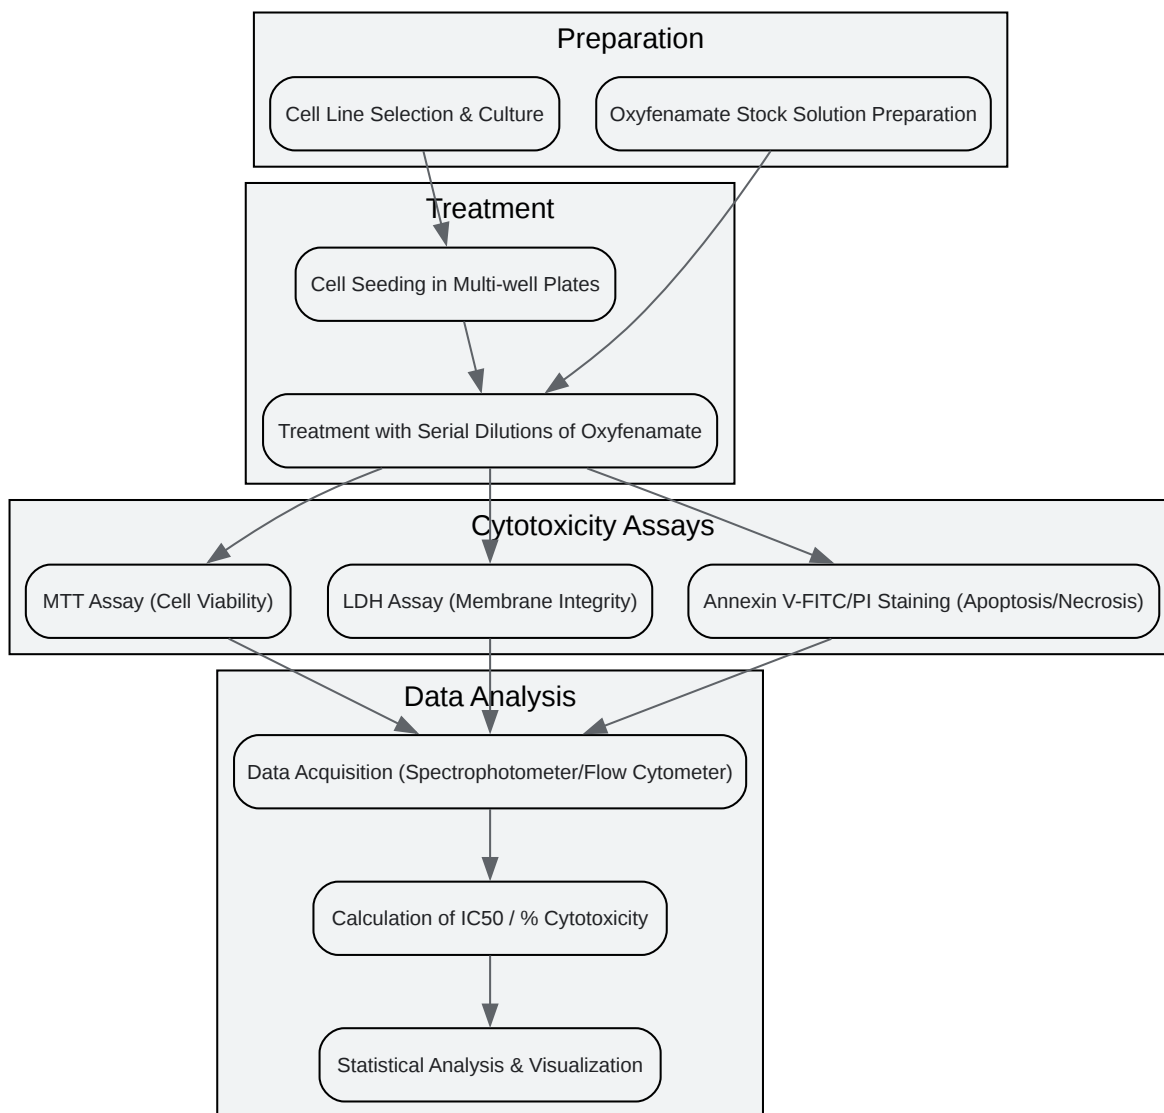 Preparation
Cell Line Selection & Culture
Oxyfenamate Stock Solution Preparation
Treatment
Cell Seeding in Multi-well Plates
Treatment with Serial Dilutions of Oxyfenamate
Cytotoxicity Assays
MTT Assay (Cell Viability)
LDH Assay (Membrane Integrity)
Annexin V-FITC/PI Staining (Apoptosis/Necrosis)
Data Analysis
Data Acquisition (Spectrophotometer/Flow Cytometer)
Calculation of IC50 / % Cytotoxicity
Statistical Analysis & Visualization